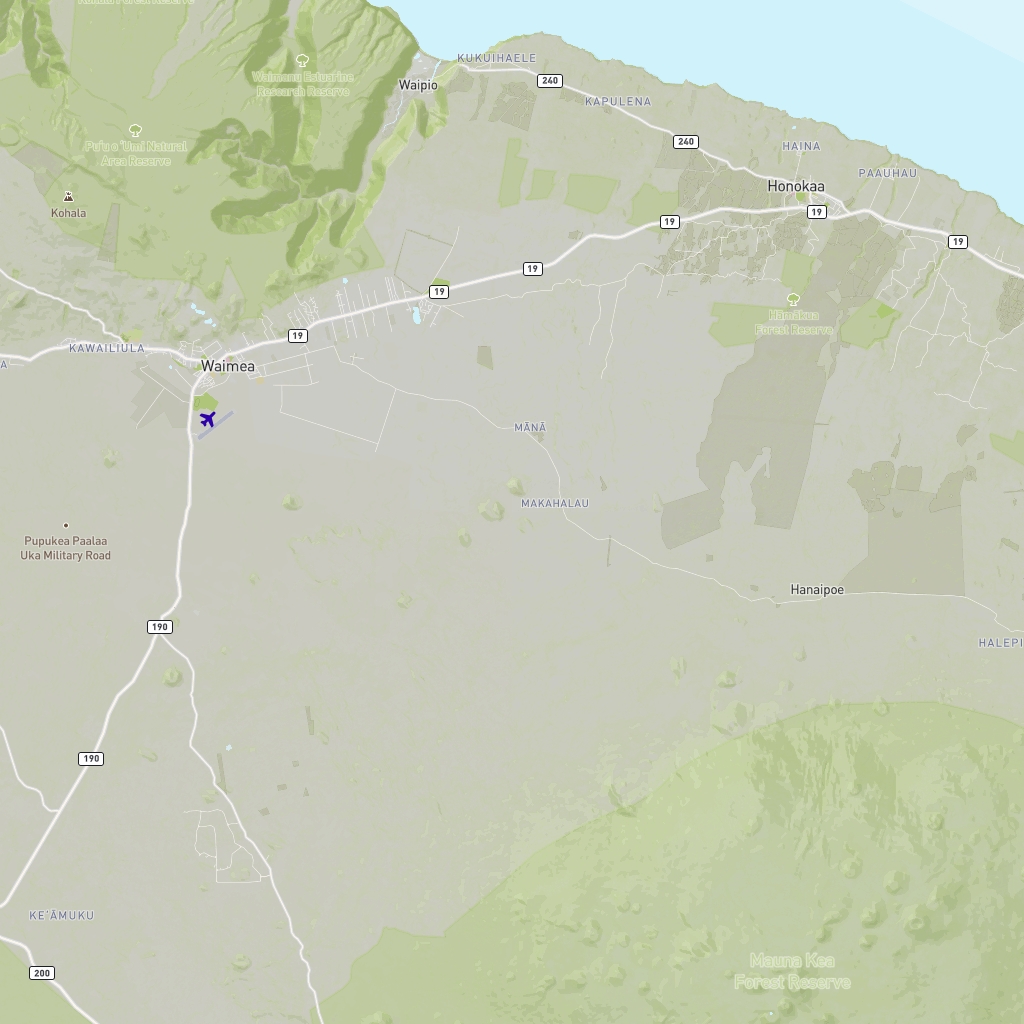 Kohala Forest Reserve
KUKUIHAELE
Waipio
240
Waimanu Estuarine
Research Reserve
KAPULENA
Pu'u o 'Umi Natural
Area Reserve
240
HAINA
PAAUHAU
Honokaa
Kohala
19
19
19
19
19
Hāmākua
Forest Reserve
19
KAWAILIULA
A
Waimea
MĀNĀ
MAKAHALAU
Pupukea Paalaa
Uka Military Road
Hanaipoe
190
HALEPI
190
KE'ĀMUKU
200
Mauna Kea
Forest Reserve